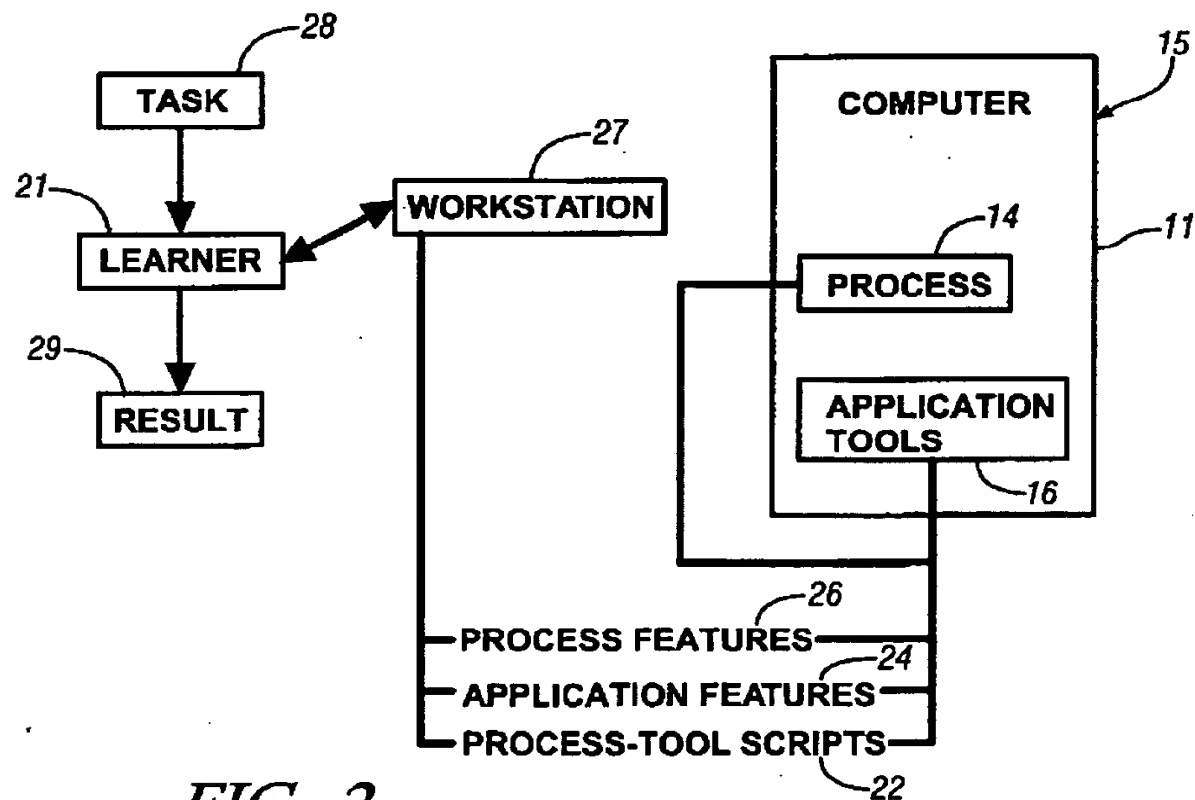 28
15
TASK
COMPUTER
27
21
WORKSTATION
14
11
LEARNER
PROCESS
29
RESULT
APPLICATION
TOOLS
16
26
PROCESS FEATURES
24
APPLICATION FEATURES
PROCESS-TOOL SCRIPTS
22